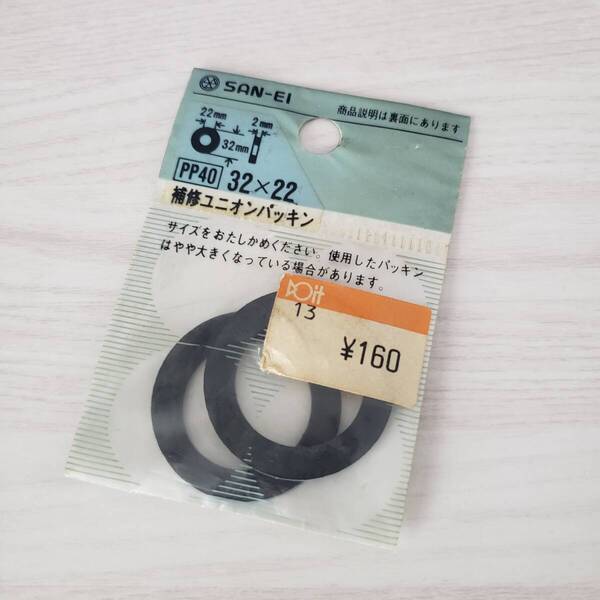 SAN-EI
商品説明は裏面にあります
22mm
2mm
32mm
PP40 32×22
補修ユニオンパッキン
サイズをおたしかめください。使用したパッキン
はやや大きくなっている場合があります。
Doit
13
¥160